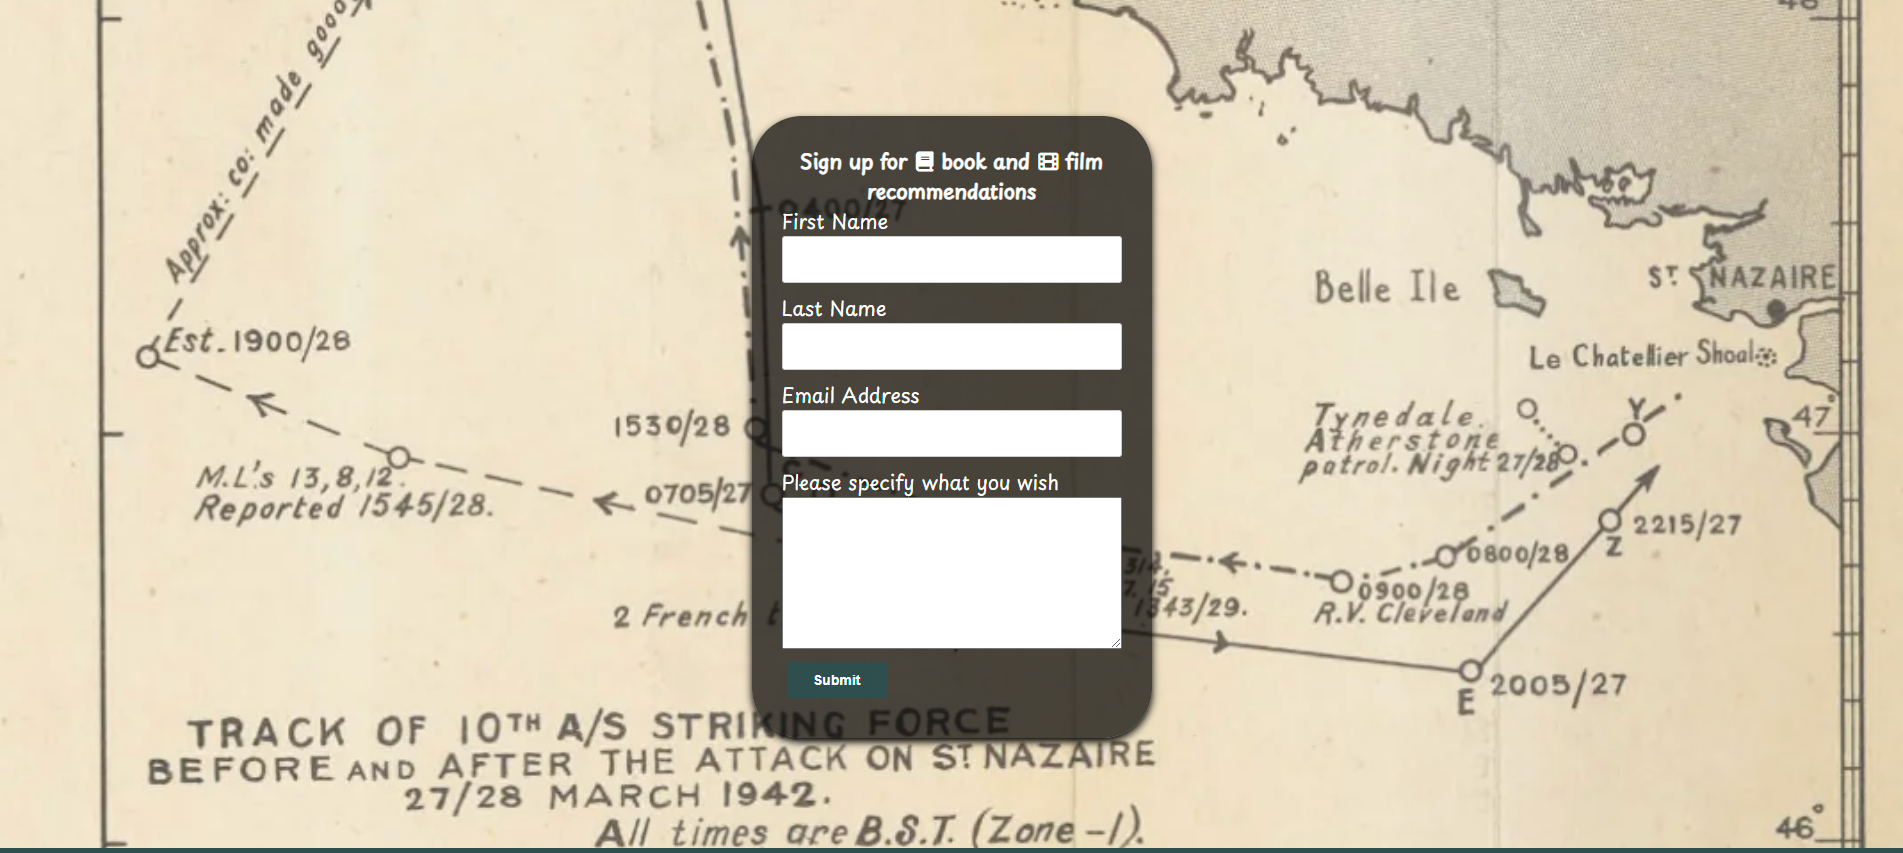 48
Approx: co: made good
Sign up for book and film
recommendations
0400/27
First Name
Last Name
Email Address
Please specify what you wish
Submit
Belle Ile
ST NAZAIRE
Le Chatellier Shoal
Est. 1900/28
1530/28
M.L's 13, 8, 12.
Reported 1545/28.
0705/27
Tynedale.
Atherstone
patrol. Night 27/28
Y
47°
Z
2215/27
0800/28
0900/28
R.V. Cleveland
2 French t
7, 15
1343/29.
E
2005/27
TRACK OF 10TH A/S STRIKING FORCE
BEFORE AND AFTER THE ATTACK ON ST NAZAIRE
27/28 MARCH 1942.
All times are B.S.T. (Zone -1).
46°